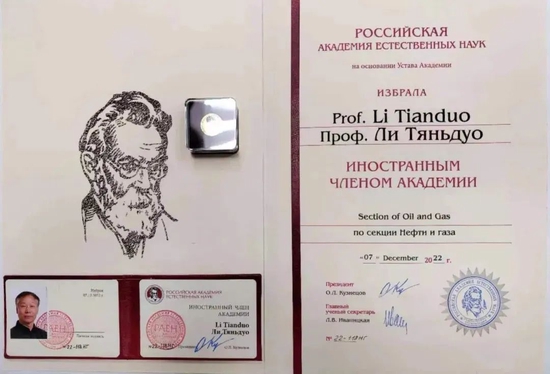 РОССИЙСКАЯ
АКАДЕМИЯ ЕСТЕСТВЕННЫХ НАУК
на основании Устава Академии
ИЗБРАЛА
Prof. Li Tianduo
Проф. Ли Тяньдуо
ИНОСТРАННЫМ
ЧЛЕНОМ АКАДЕМИИ
Section of Oil and Gas
по секции Нефти и газа
«07» December 2022 г.
Президент
О.Л. Кузнецов
Главный
ученый секретарь
Л.В. Иваницкая
РОССИЙСКАЯ АКАДЕМИЯ
ЕСТЕСТВЕННЫХ НАУК
ИНОСТРАННЫЙ ЧЛЕН
АКАДЕМИИ
Li Tianduo
Ли Тяньдуо
РАЕН